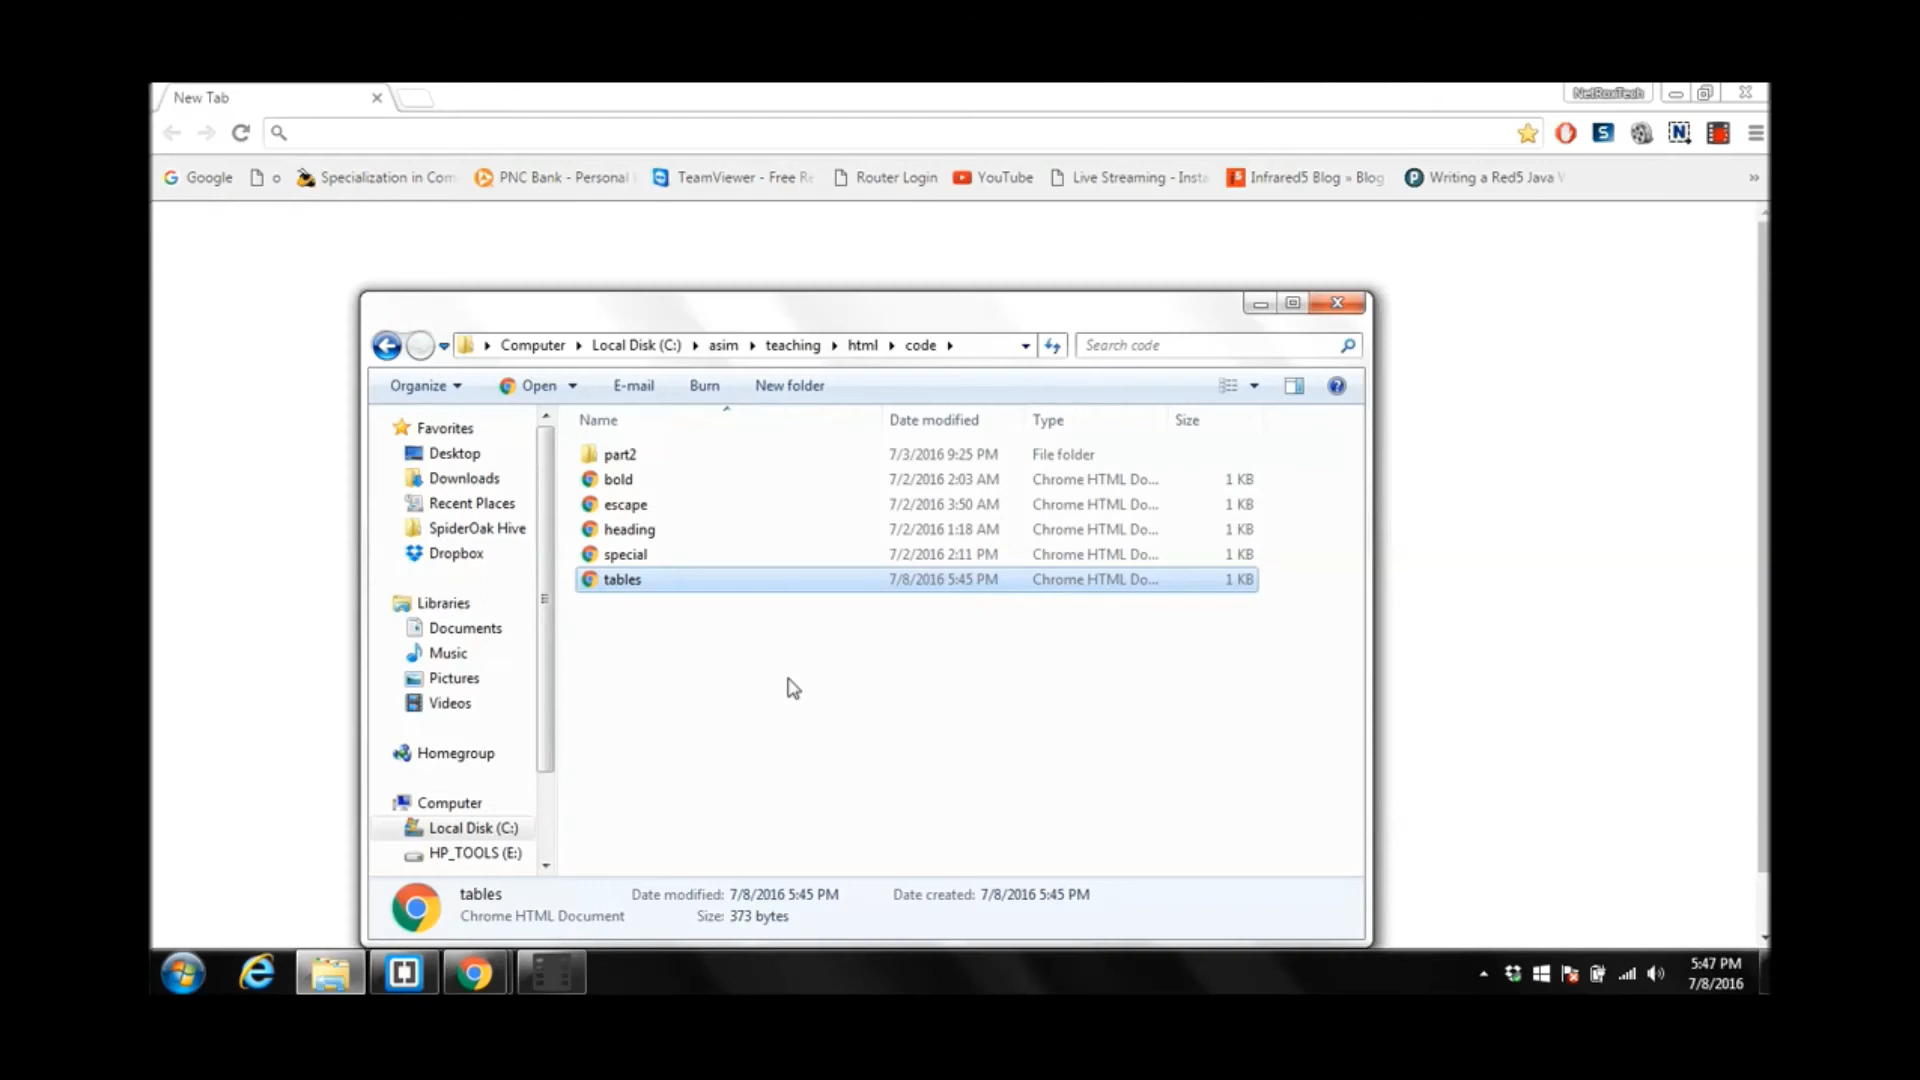 New Tab
NetRoxTech
Google
o
Specialization in Com
PNC Bank - Personal
TeamViewer - Free Re
Router Login
YouTube
Live Streaming - Insta
Infrared5 Blog » Blog
Writing a Red5 Java
»
Computer
Local Disk (C:)
asim
teaching
html
code
Search code
Organize
Open
E-mail
Burn
New folder
Name
Date modified
Type
Size
Favorites
Desktop
Downloads
Recent Places
SpiderOak Hive
Dropbox
Libraries
Documents
Music
Pictures
Videos
Homegroup
Computer
Local Disk (C:)
HP_TOOLS (E:)
part2 7/3/2016 9:25 PM File folder
bold 7/2/2016 2:03 AM Chrome HTML Do... 1 KB
escape 7/2/2016 3:50 AM Chrome HTML Do... 1 KB
heading 7/2/2016 1:18 AM Chrome HTML Do... 1 KB
special 7/2/2016 2:11 PM Chrome HTML Do... 1 KB
tables 7/8/2016 5:45 PM Chrome HTML Do... 1 KB
tables Date modified: 7/8/2016 5:45 PM Date created: 7/8/2016 5:45 PM
Chrome HTML Document Size: 373 bytes
5:47 PM
7/8/2016